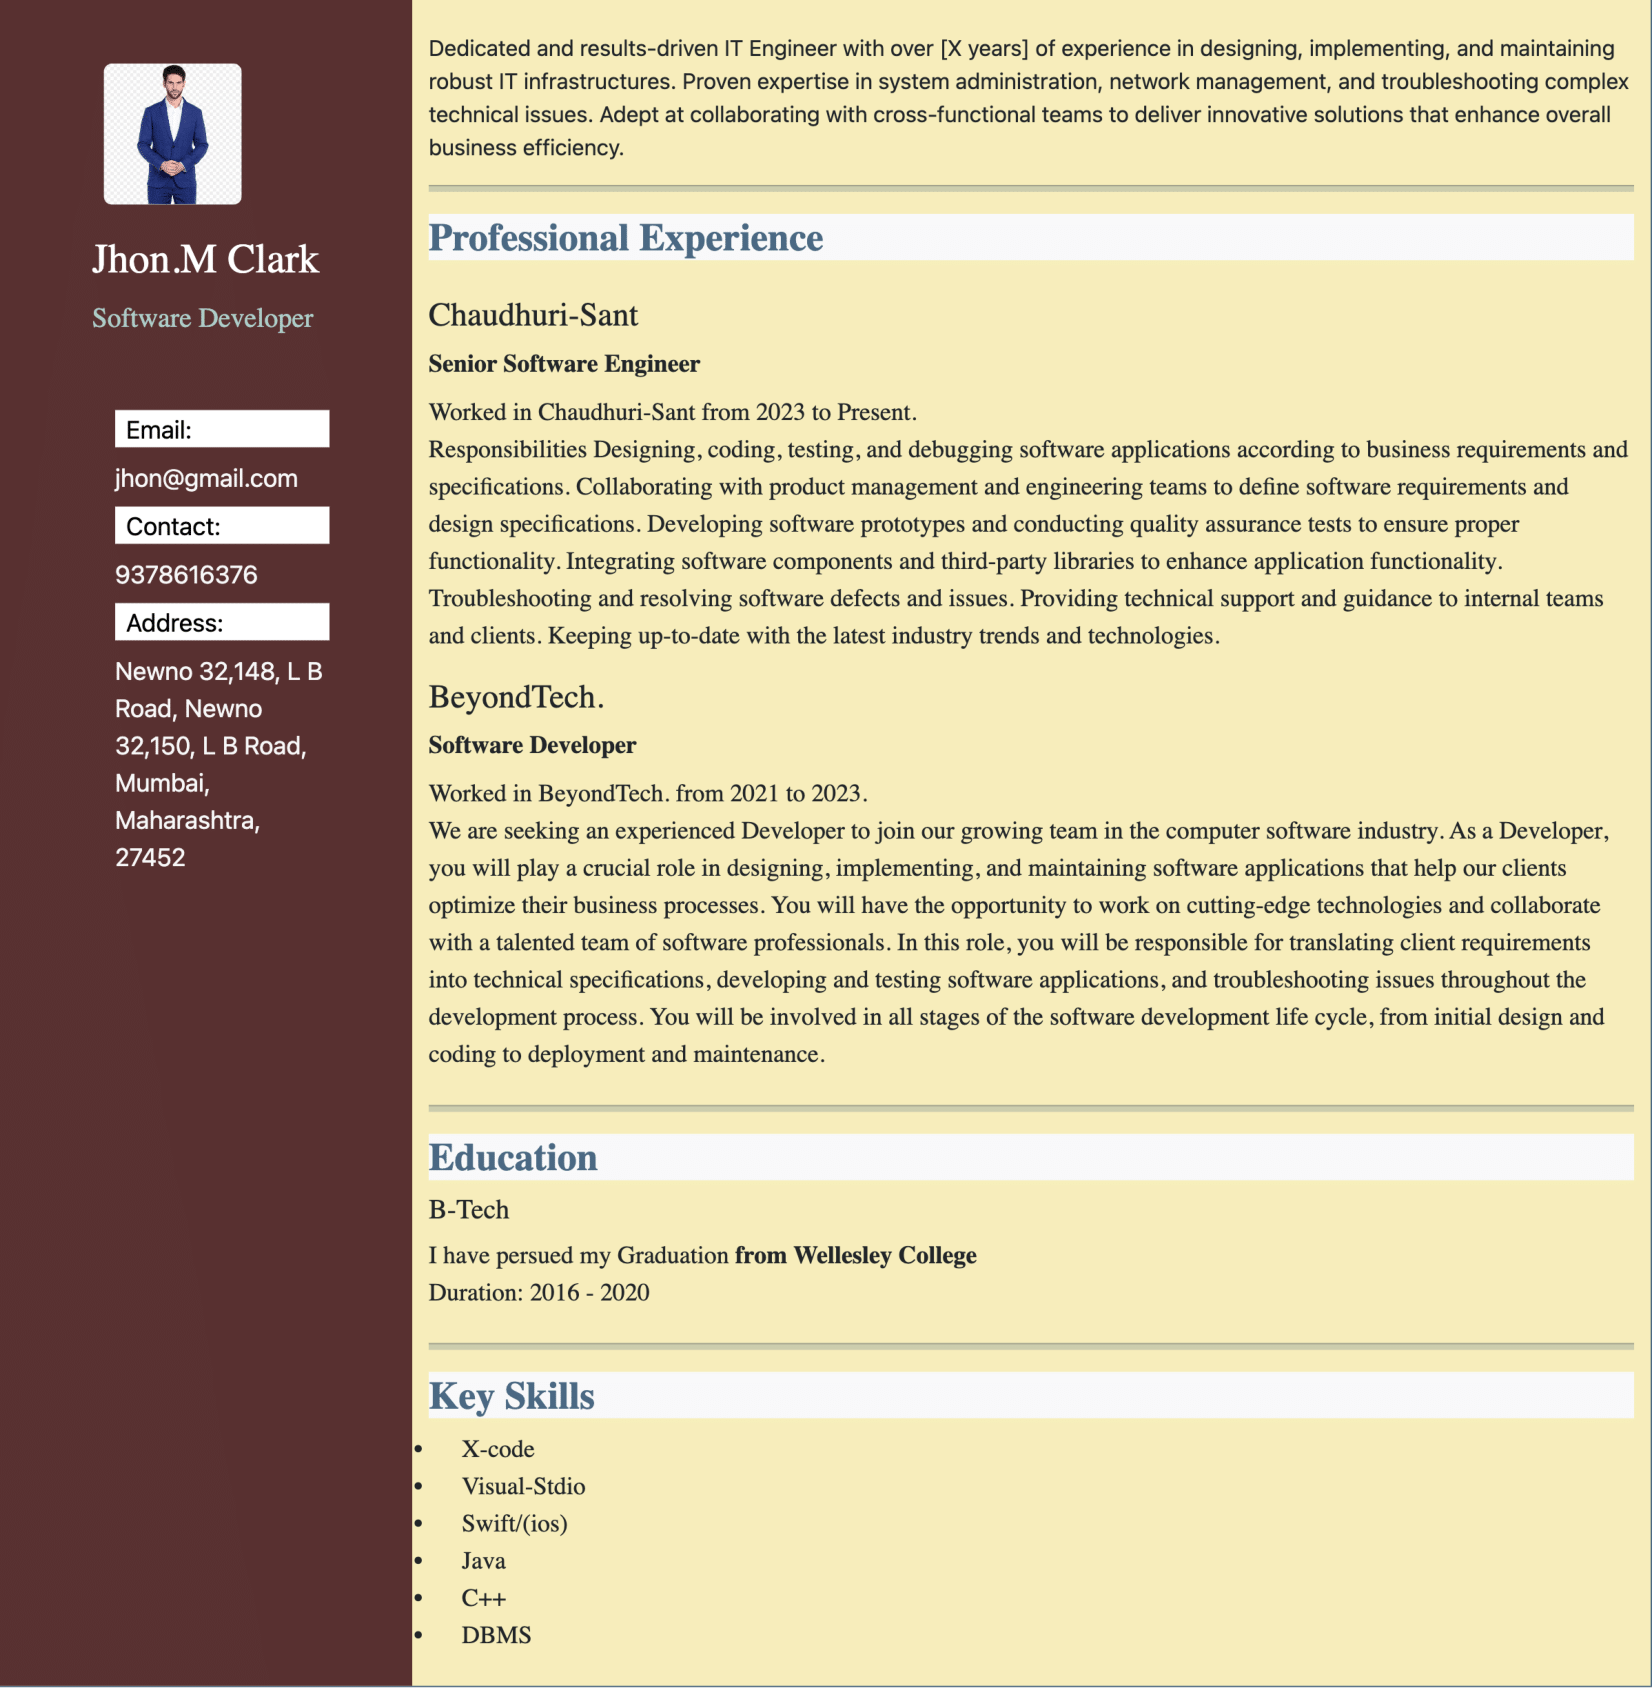 Jhon.M Clark
Software Developer
Email:
jhon@gmail.com
Contact:
9378616376
Address:
Newno 32,148, L B
Road, Newno
32,150, L B Road,
Mumbai,
Maharashtra,
27452
Dedicated and results-driven IT Engineer with over [X years] of experience in designing, implementing, and maintaining
robust IT infrastructures. Proven expertise in system administration, network management, and troubleshooting complex
technical issues. Adept at collaborating with cross-functional teams to deliver innovative solutions that enhance overall
business efficiency.
Professional Experience
Chaudhuri-Sant
Senior Software Engineer
Worked in Chaudhuri-Sant from 2023 to Present.
Responsibilities Designing, coding, testing, and debugging software applications according to business requirements and
specifications. Collaborating with product management and engineering teams to define software requirements and
design specifications. Developing software prototypes and conducting quality assurance tests to ensure proper
functionality. Integrating software components and third-party libraries to enhance application functionality.
Troubleshooting and resolving software defects and issues. Providing technical support and guidance to internal teams
and clients. Keeping up-to-date with the latest industry trends and technologies.
BeyondTech.
Software Developer
Worked in BeyondTech. from 2021 to 2023.
We are seeking an experienced Developer to join our growing team in the computer software industry. As a Developer,
you will play a crucial role in designing, implementing, and maintaining software applications that help our clients
optimize their business processes. You will have the opportunity to work on cutting-edge technologies and collaborate
with a talented team of software professionals. In this role, you will be responsible for translating client requirements
into technical specifications, developing and testing software applications, and troubleshooting issues throughout the
development process. You will be involved in all stages of the software development life cycle, from initial design and
coding to deployment and maintenance.
Education
B-Tech
I have persued my Graduation from Wellesley College
Duration: 2016 - 2020
Key Skills
• X-code
• Visual-Stdio
• Swift/(ios)
• Java
• C++
• DBMS